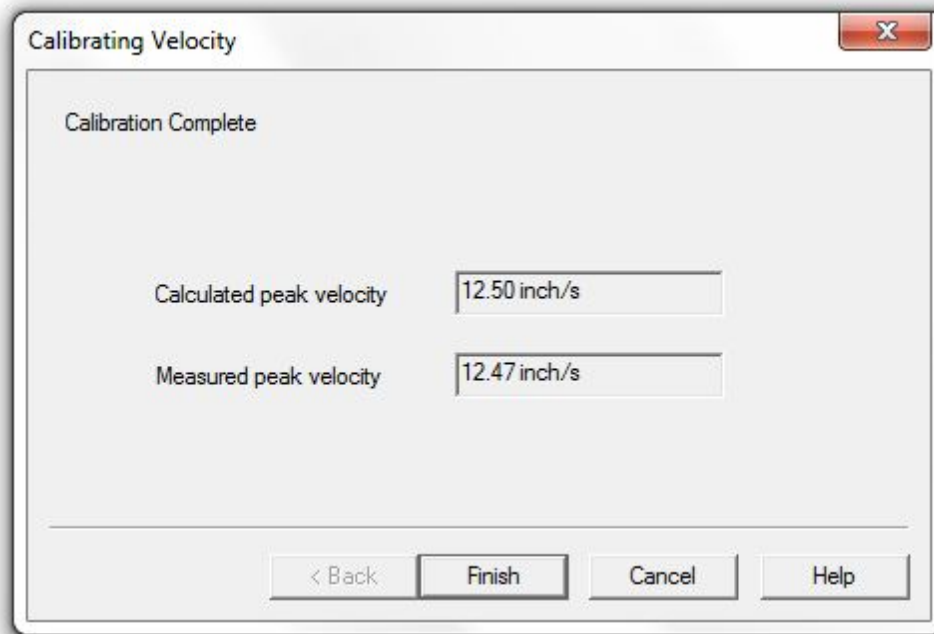 Calibrating Velocity
Calibration Complete
Calculated peak velocity 12.50 inch/s
Measured peak velocity 12.47 inch/s
< Back Finish Cancel Help